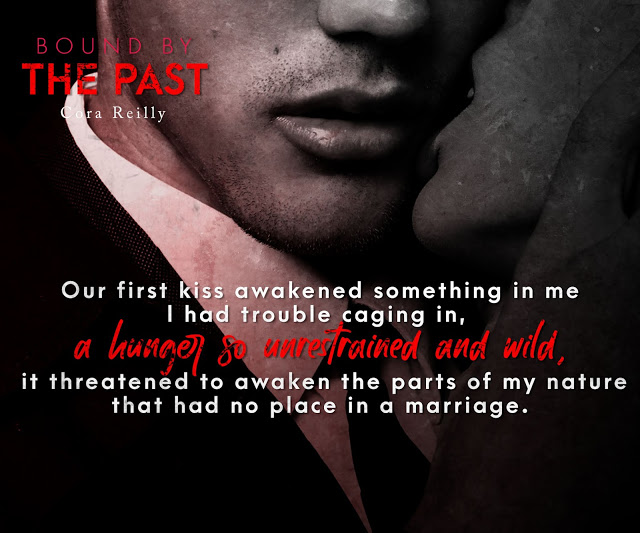 BOUND BY
THE PAST
Cora Reilly
Our first kiss awakened something in me
I had trouble caging in,
a hunger so unrestrained and wild,
it threatened to awaken the parts of my nature
that had no place in a marriage.